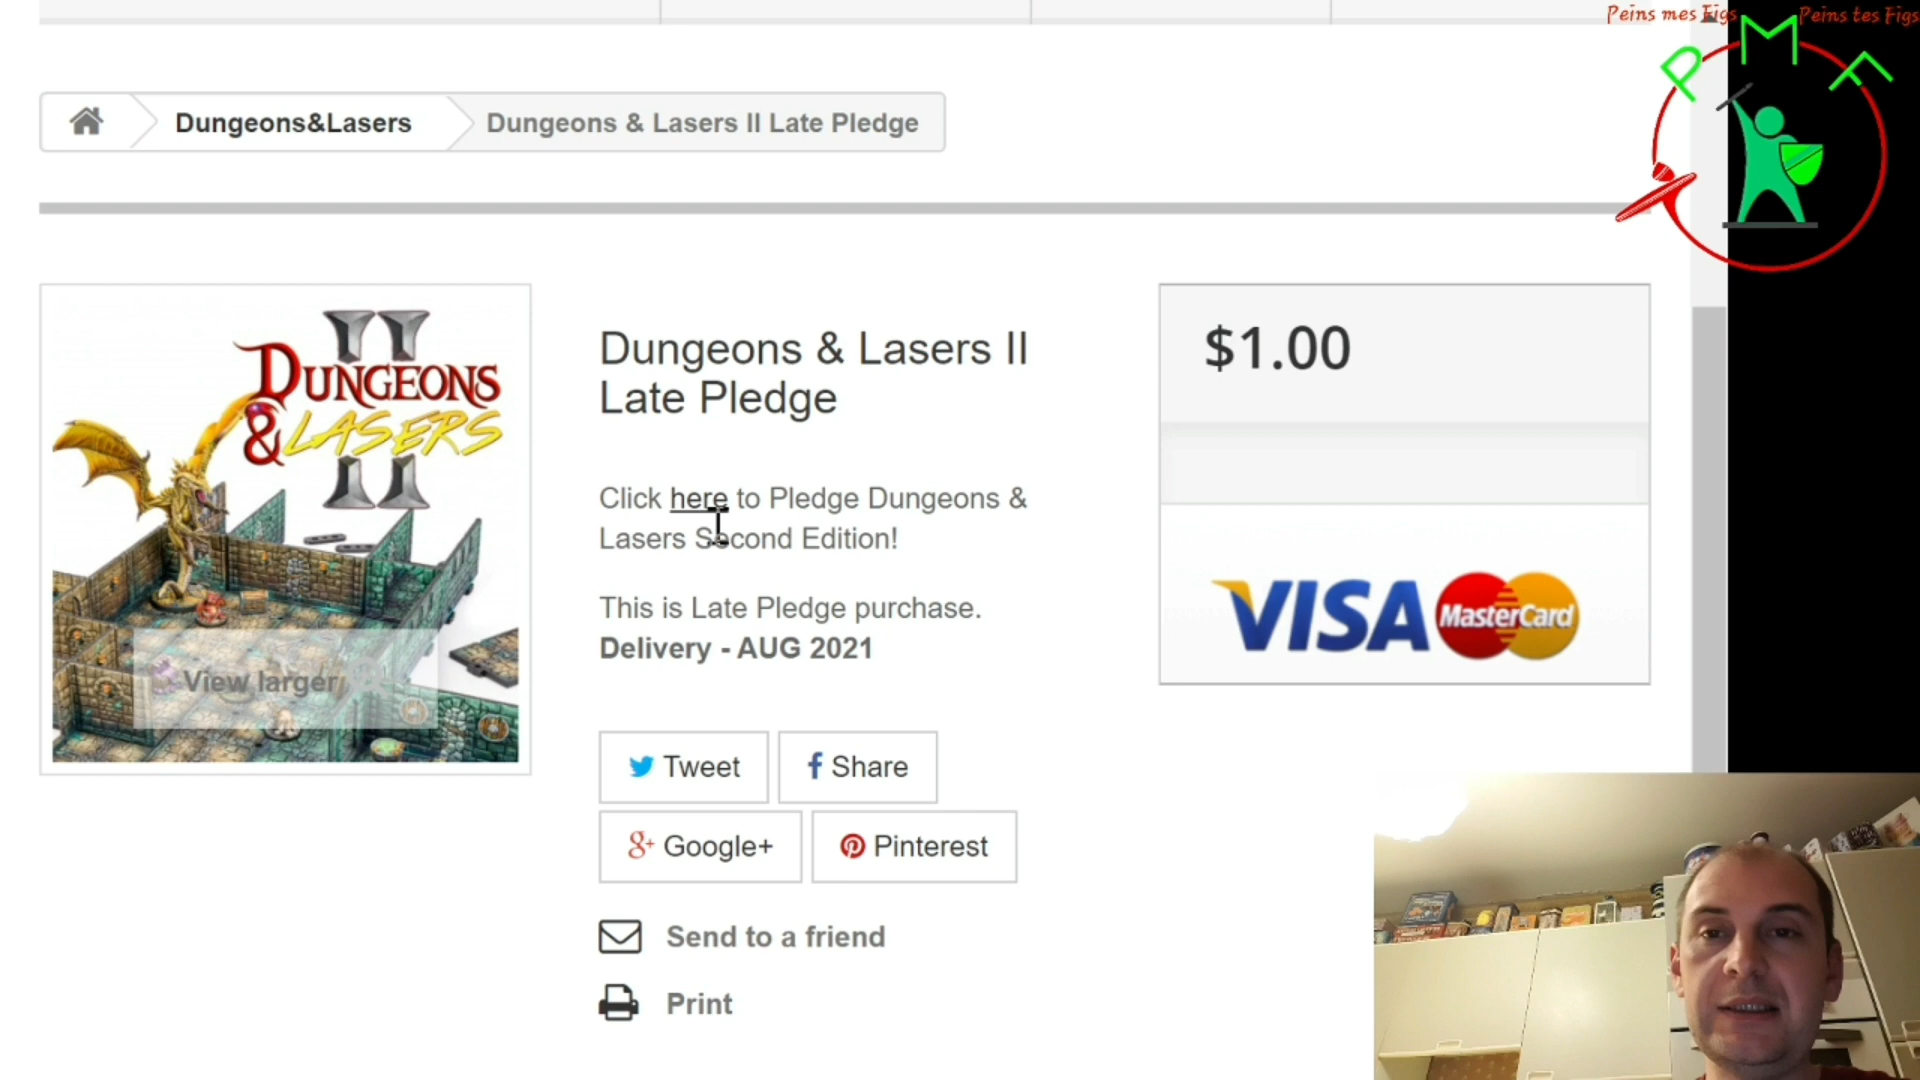 Peins mes Figs Peins tes Figs
P M F
Dungeons&Lasers
Dungeons & Lasers II Late Pledge
II
DUNGEONS
& LASERS
II
View larger
Dungeons & Lasers II
Late Pledge
Click here to Pledge Dungeons &
Lasers Second Edition!
This is Late Pledge purchase.
Delivery - AUG 2021
Tweet
f Share
g+ Google+
Pinterest
Send to a friend
Print
$1.00
VISA MasterCard